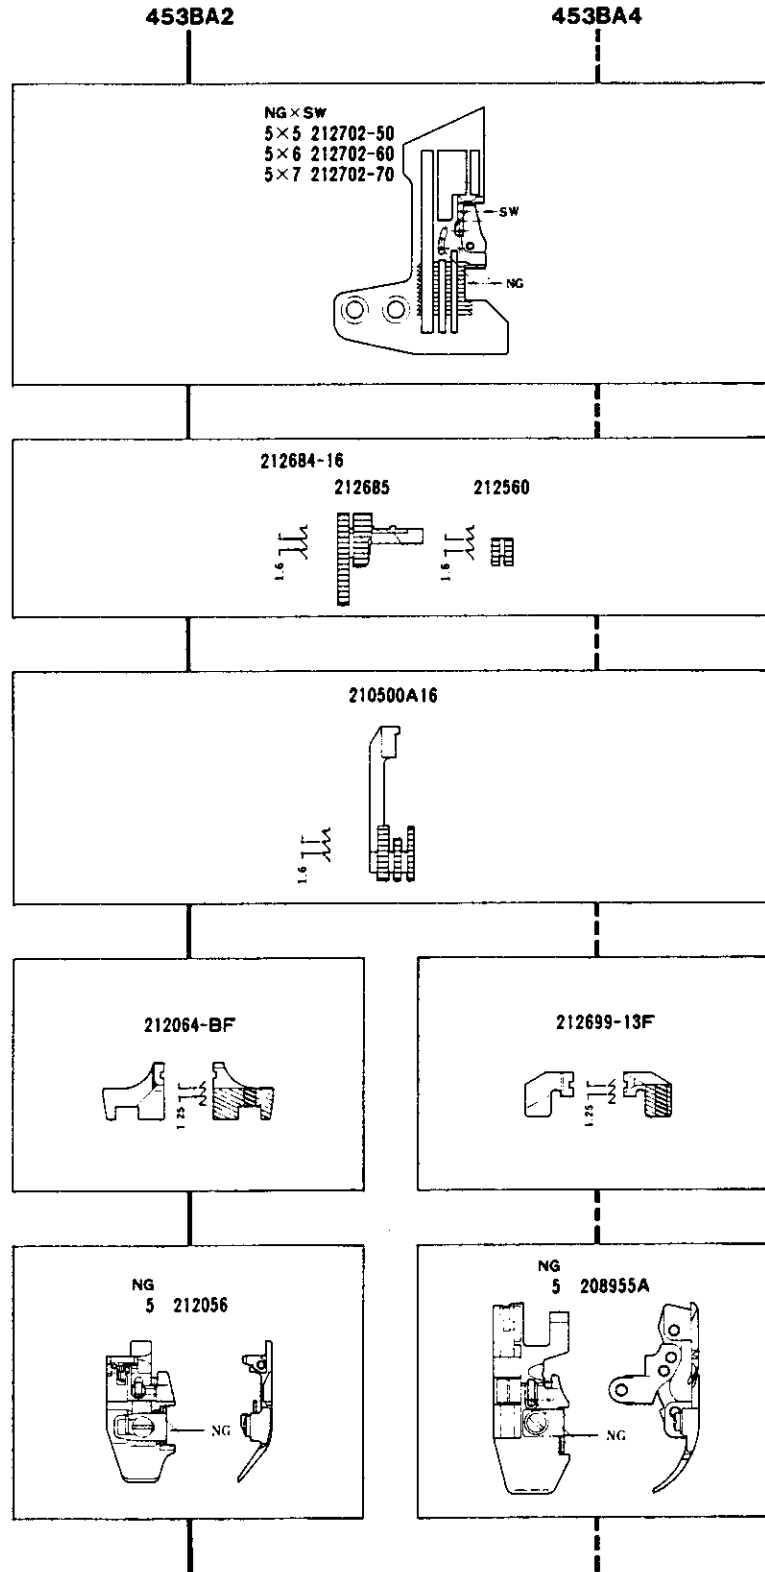 453BA2 453BA4
NG×SW
5×5 212702-50
5×6 212702-60
5×7 212702-70
SW
NG
212684-16
212685 212560
1.6 1.6
210500A16
1.6
212064-BF
1.25
212699-13F
1.25
NG
5 212056
NG
NG
5 208955A
NG